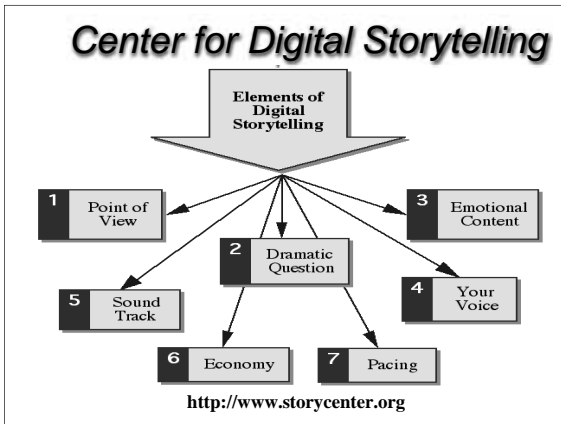 Center for Digital Storytelling
Elements of
Digital
Storytelling
1
Point of
View
2
Dramatic
Question
3
Emotional
Content
4
Your
Voice
5
Sound
Track
6
Economy
7
Pacing
http://www.storycenter.org